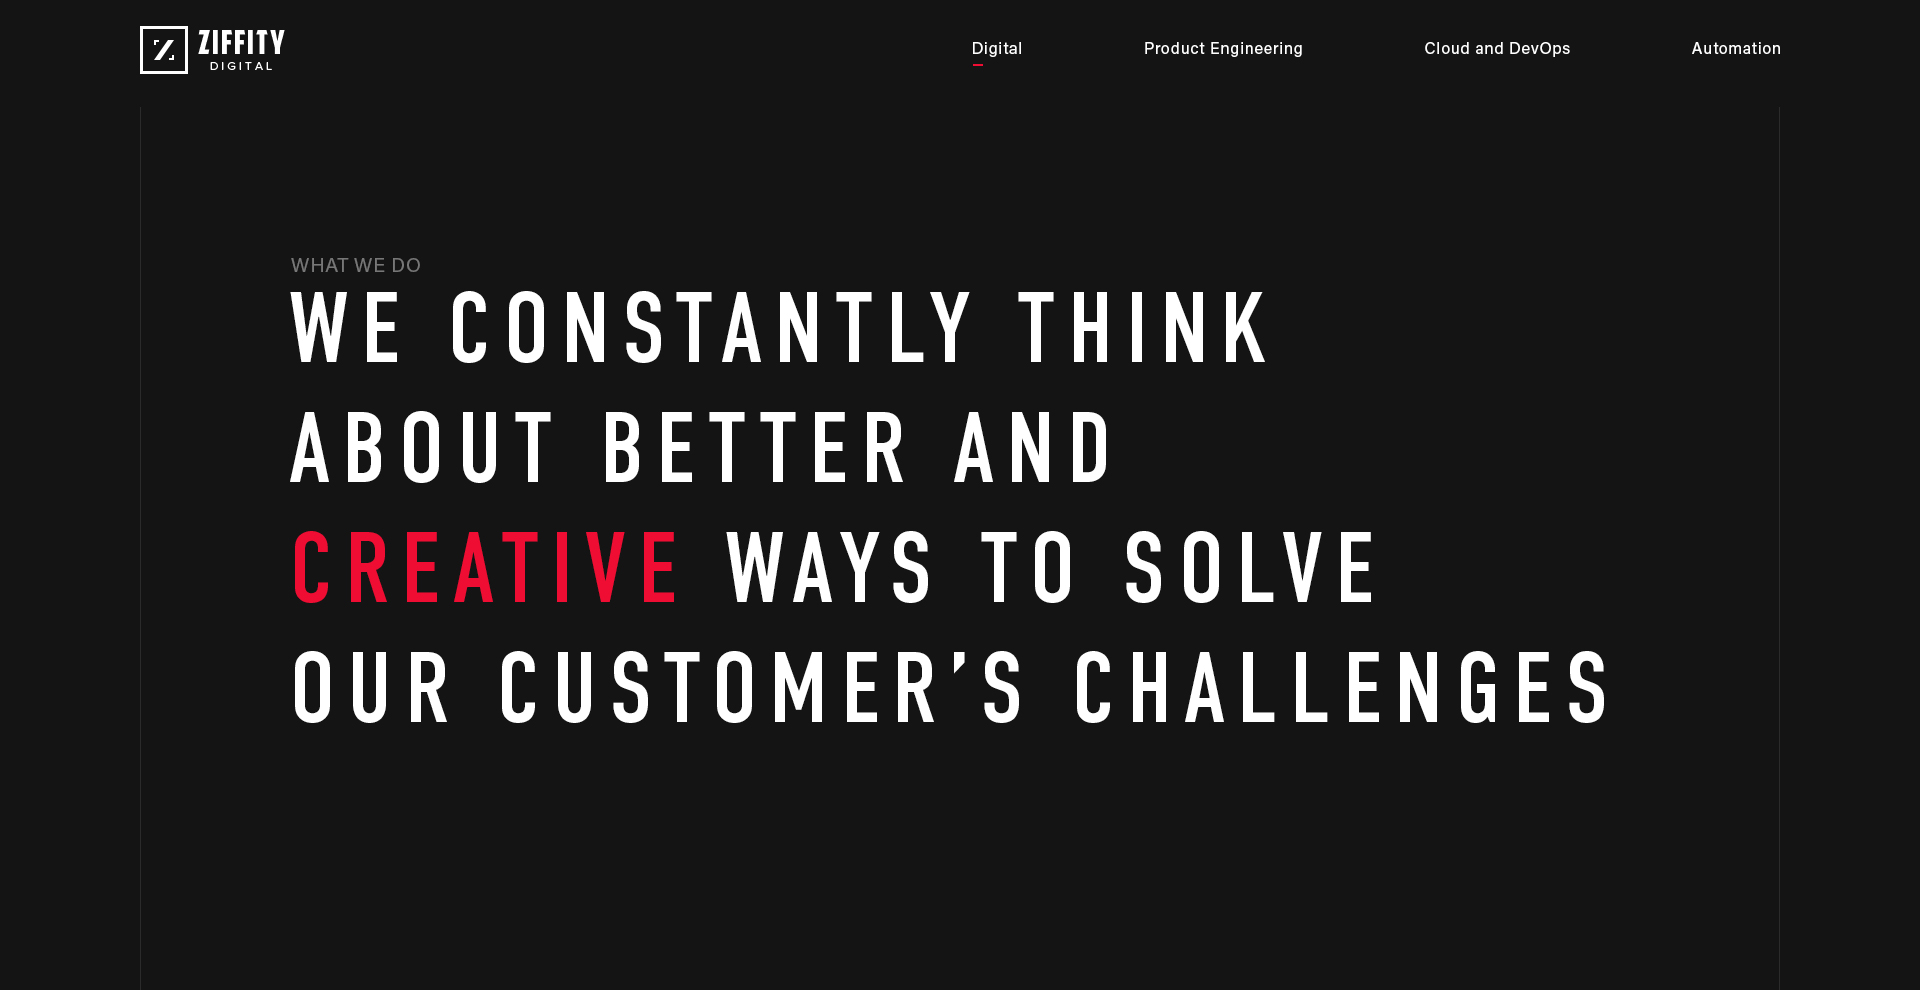 ZIFFITY
DIGITAL
Digital
Product Engineering
Cloud and DevOps
Automation
WHAT WE DO
WE CONSTANTLY THINK
ABOUT BETTER AND
CREATIVE WAYS TO SOLVE
OUR CUSTOMER’S CHALLENGES